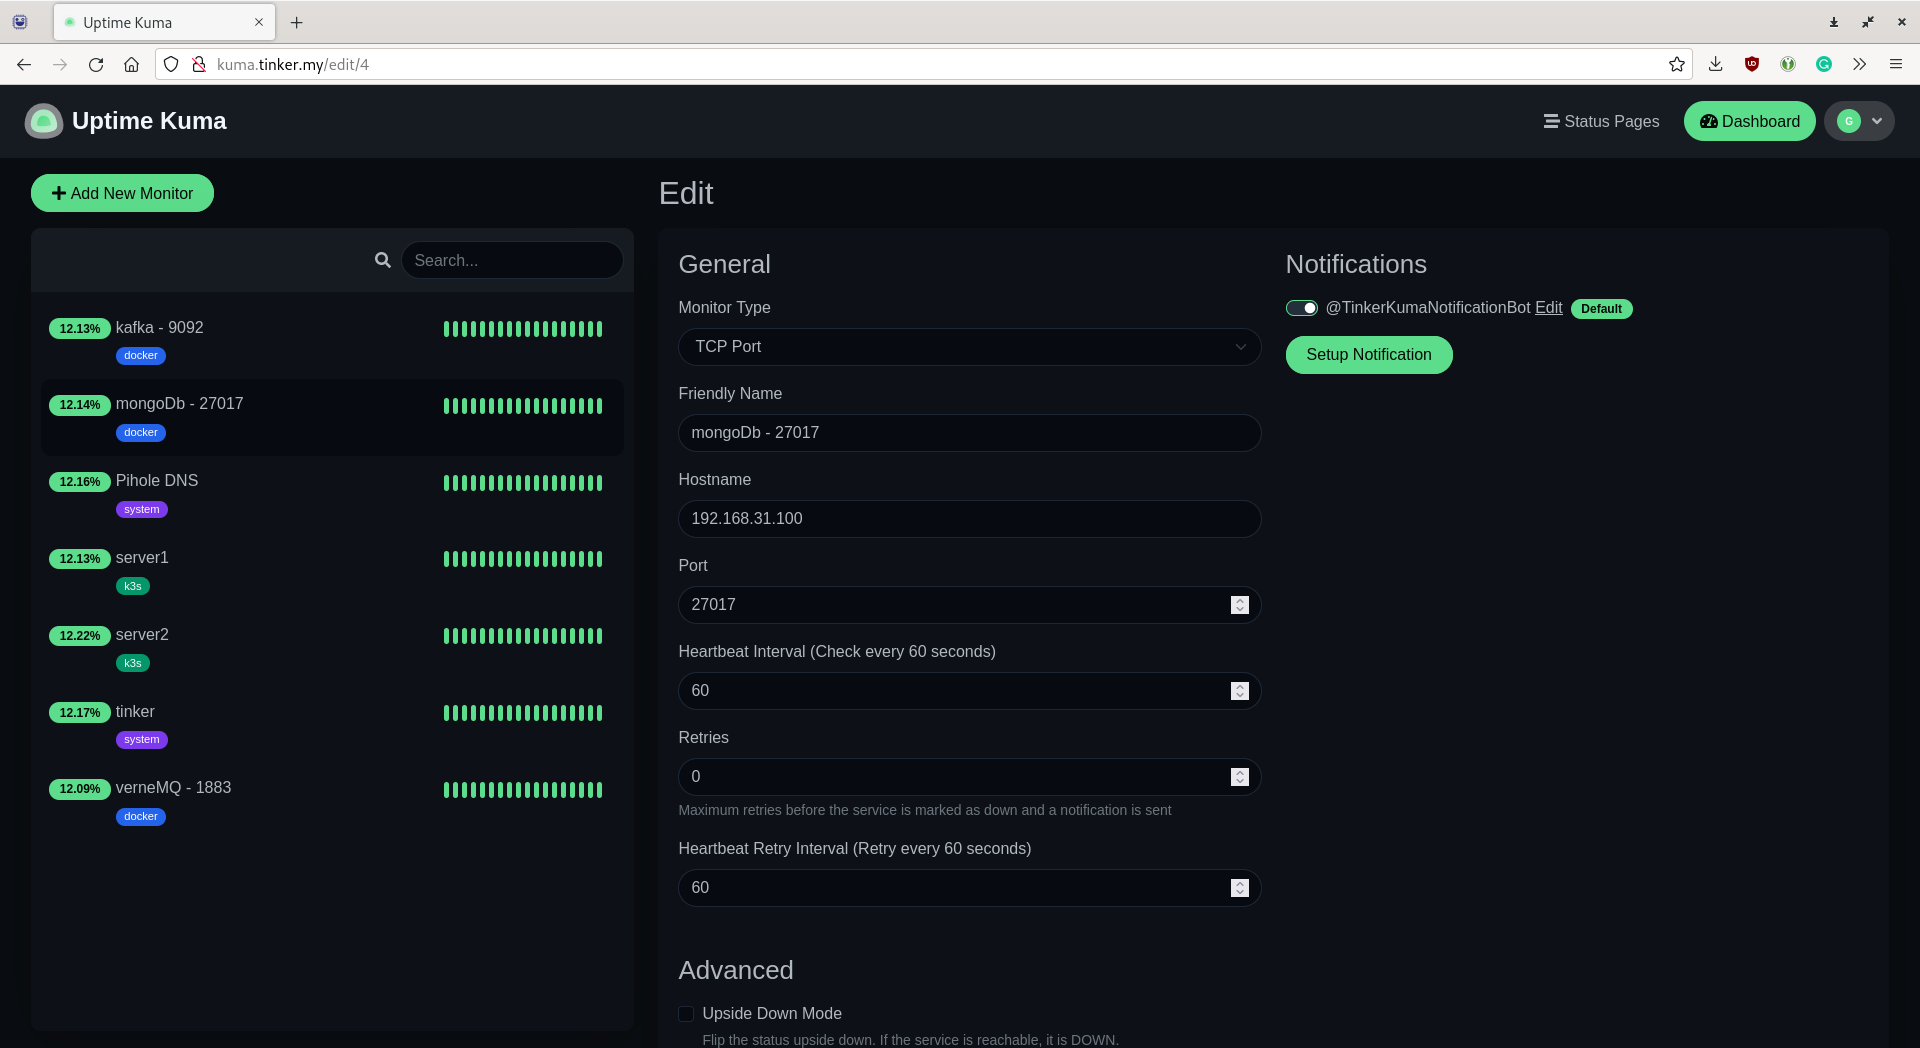 Uptime Kuma
kuma.tinker.my/edit/4
Uptime Kuma
Status Pages
Dashboard
G
Add New Monitor
Search...
12.13% kafka - 9092
docker
12.14% mongoDb - 27017
docker
12.16% Pihole DNS
system
12.13% server1
k3s
12.22% server2
k3s
12.17% tinker
system
12.09% verneMQ - 1883
docker
Edit
General
Monitor Type
TCP Port
Friendly Name
mongoDb - 27017
Hostname
192.168.31.100
Port
27017
Heartbeat Interval (Check every 60 seconds)
60
Retries
0
Maximum retries before the service is marked as down and a notification is sent
Heartbeat Retry Interval (Retry every 60 seconds)
60
Advanced
Upside Down Mode
Flip the status upside down. If the service is reachable, it is DOWN.
Notifications
@TinkerKumaNotificationBot Edit Default
Setup Notification